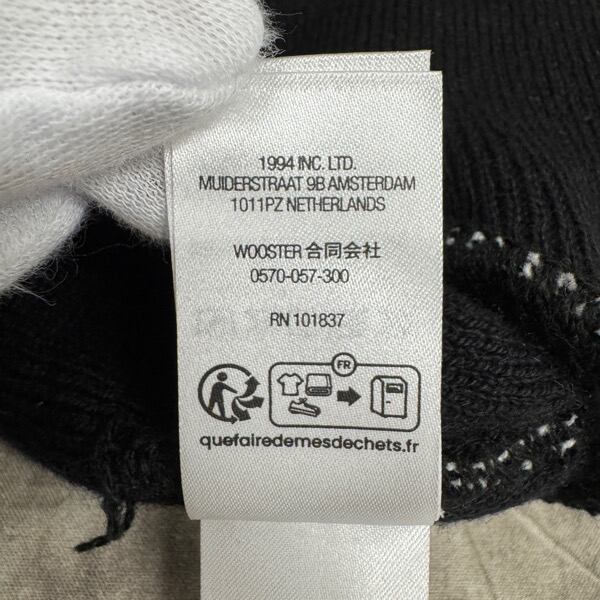 1994 INC. LTD.
MUIDERSTRAAT 9B AMSTERDAM
1011PZ NETHERLANDS
WOOSTER 合同会社
0570-057-300
RN 101837
FR
quefairedemesdechets.fr